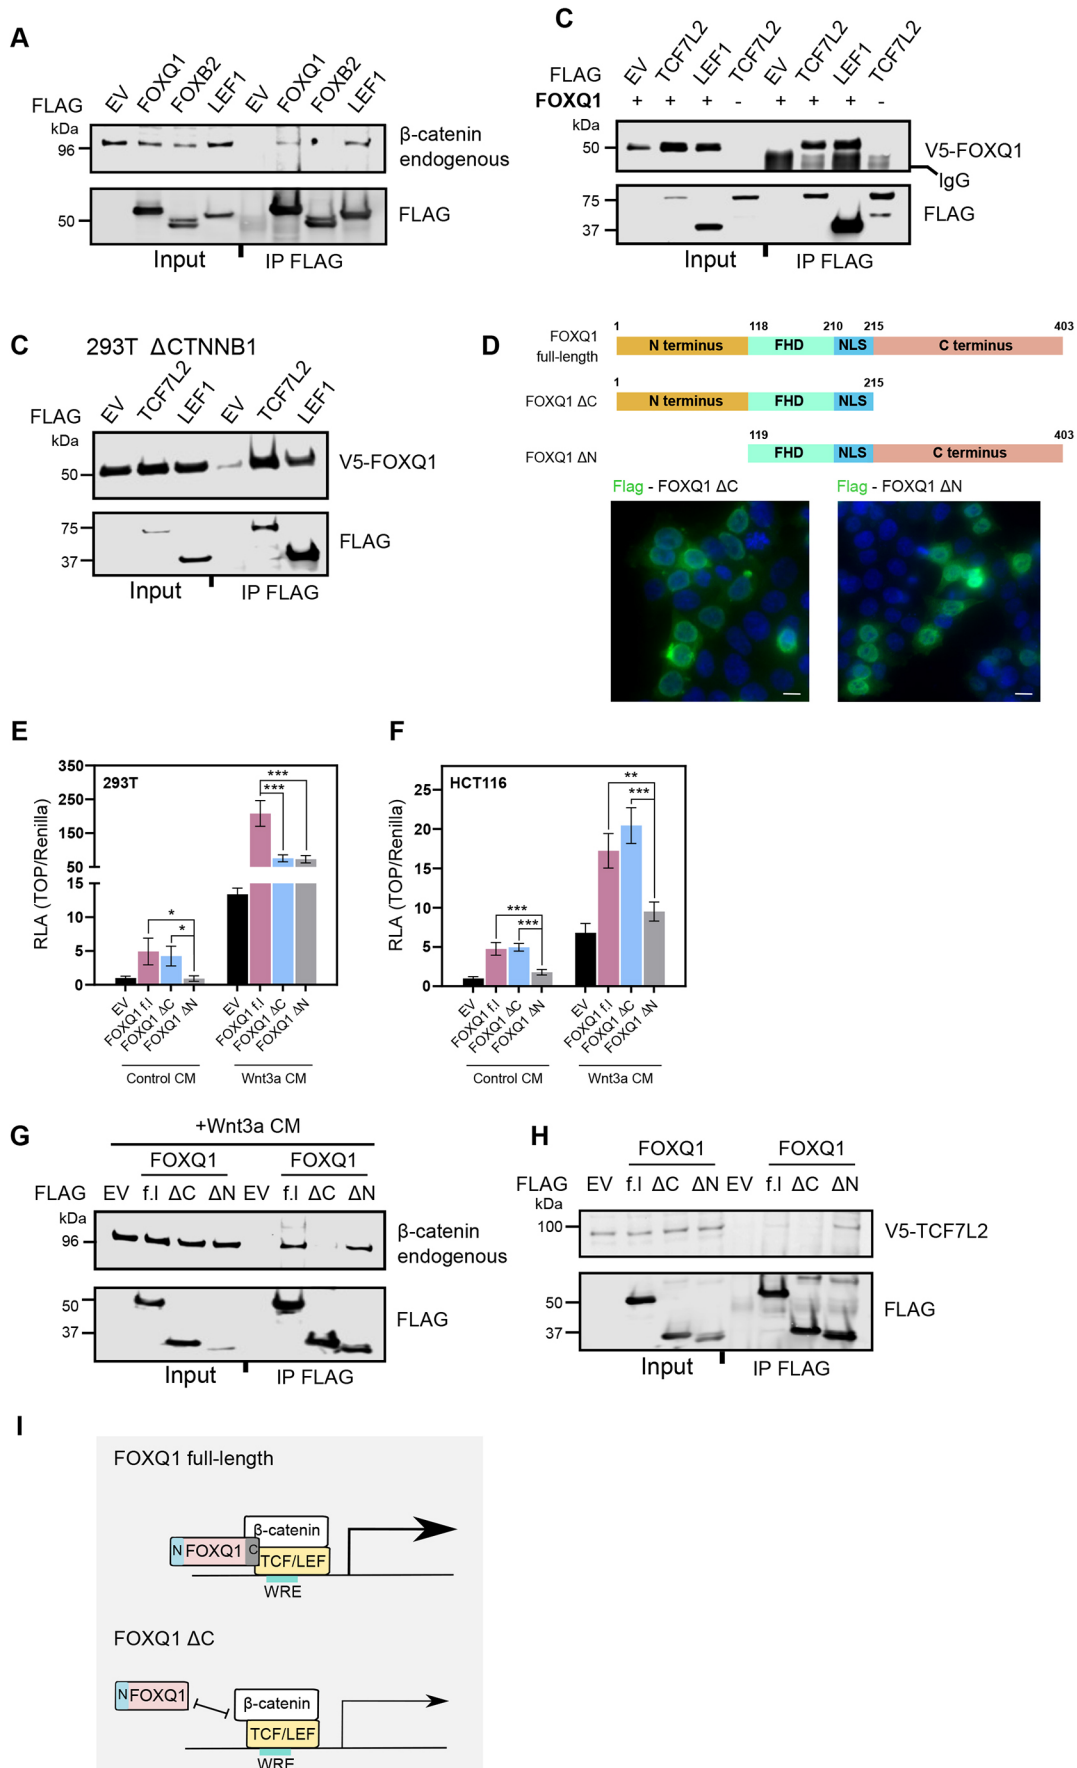 A
FLAG EV FOXQ1 FOXB2 LEF1 EV FOXQ1 FOXB2 LEF1
kDa
96
β-catenin
endogenous
50
FLAG
Input IP FLAG
C
FLAG EV TCF7L2 LEF1 TCF7L2 EV TCF7L2 LEF1 TCF7L2
FOXQ1 + + + - + + + -
kDa
50
V5-FOXQ1
IgG
75
37
FLAG
Input IP FLAG
C 293T ΔCTNNB1
FLAG EV TCF7L2 LEF1 EV TCF7L2 LEF1
kDa
50
V5-FOXQ1
75
37
FLAG
Input IP FLAG
D
1 118 210 215 403
FOXQ1
full-length
N terminus FHD NLS C terminus
1 215
FOXQ1 ΔC N terminus FHD NLS
119 403
FOXQ1 ΔN FHD NLS C terminus
Flag - FOXQ1 ΔC Flag - FOXQ1 ΔN
E
293T
RLA (TOP/Renilla)
350
250
150
50
15
10
5
0
***
***
*
*
EV FOXQ1 f.l FOXQ1 ΔC FOXQ1 ΔN EV FOXQ1 f.l FOXQ1 ΔC FOXQ1 ΔN
Control CM Wnt3a CM
F
HCT116
RLA (TOP/Renilla)
25
20
15
10
5
0
**
***
***
***
EV FOXQ1 f.l FOXQ1 ΔC FOXQ1 ΔN EV FOXQ1 f.l FOXQ1 ΔC FOXQ1 ΔN
Control CM Wnt3a CM
G
+Wnt3a CM
FOXQ1 FOXQ1
FLAG EV f.l ΔC ΔN EV f.l ΔC ΔN
kDa
96
β-catenin
endogenous
50
37
FLAG
Input IP FLAG
H
FOXQ1 FOXQ1
FLAG EV f.l ΔC ΔN EV f.l ΔC ΔN
kDa
100
V5-TCF7L2
50
37
FLAG
Input IP FLAG
I
FOXQ1 full-length
β-catenin
N FOXQ1 C
TCF/LEF
WRE
FOXQ1 ΔC
N FOXQ1
β-catenin
TCF/LEF
WRE